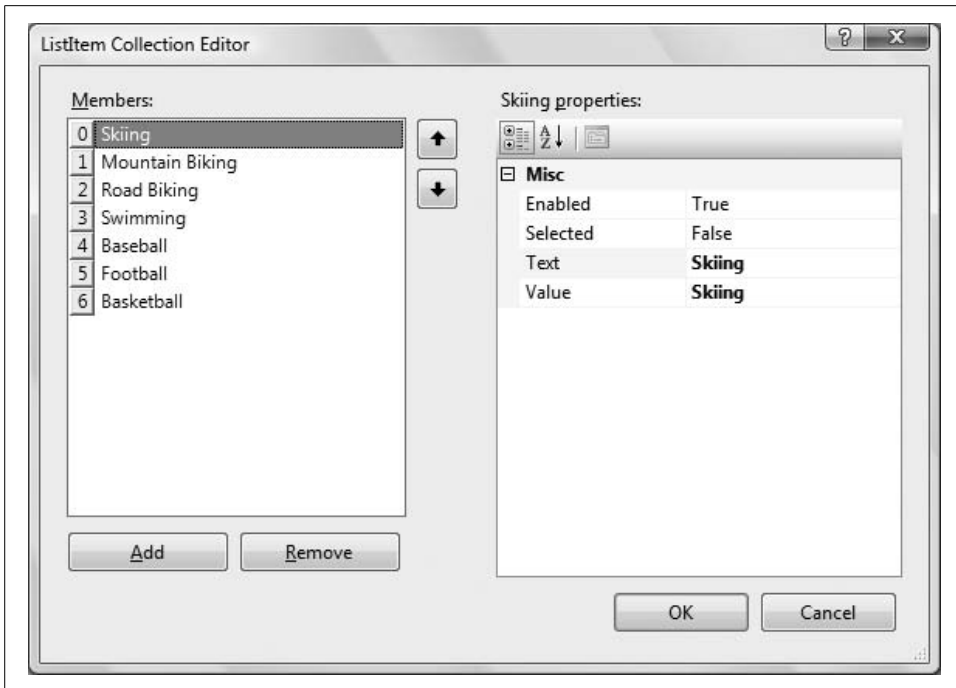 ListItem Collection Editor
?
X
Members:
0 Skiing
1 Mountain Biking
2 Road Biking
3 Swimming
4 Baseball
5 Football
6 Basketball
Add
Remove
Skiing properties:
A
Z
Misc
Enabled True
Selected False
Text Skiing
Value Skiing
OK
Cancel